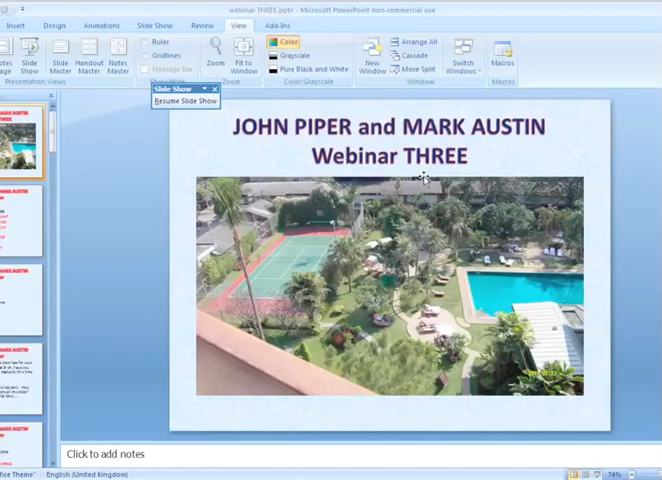 webinar THREE.pptx - Microsoft PowerPoint non-commercial use
Insert Design Animations Slide Show Review View Add-Ins
Ruler
Gridlines
Message Bar
Slide Show
Slide Master
Handout Master
Notes Master
Zoom
Fit to Window
Color
Grayscale
Pure Black and White
New Window
Arrange All
Cascade
Move Split
Switch Windows
Macros
Presentation Views
Zoom
Color/Grayscale
Window
Macros
Slide Show
Resume Slide Show
JOHN PIPER and MARK AUSTIN
Webinar THREE
Click to add notes
fice Theme" English (United Kingdom) 74%